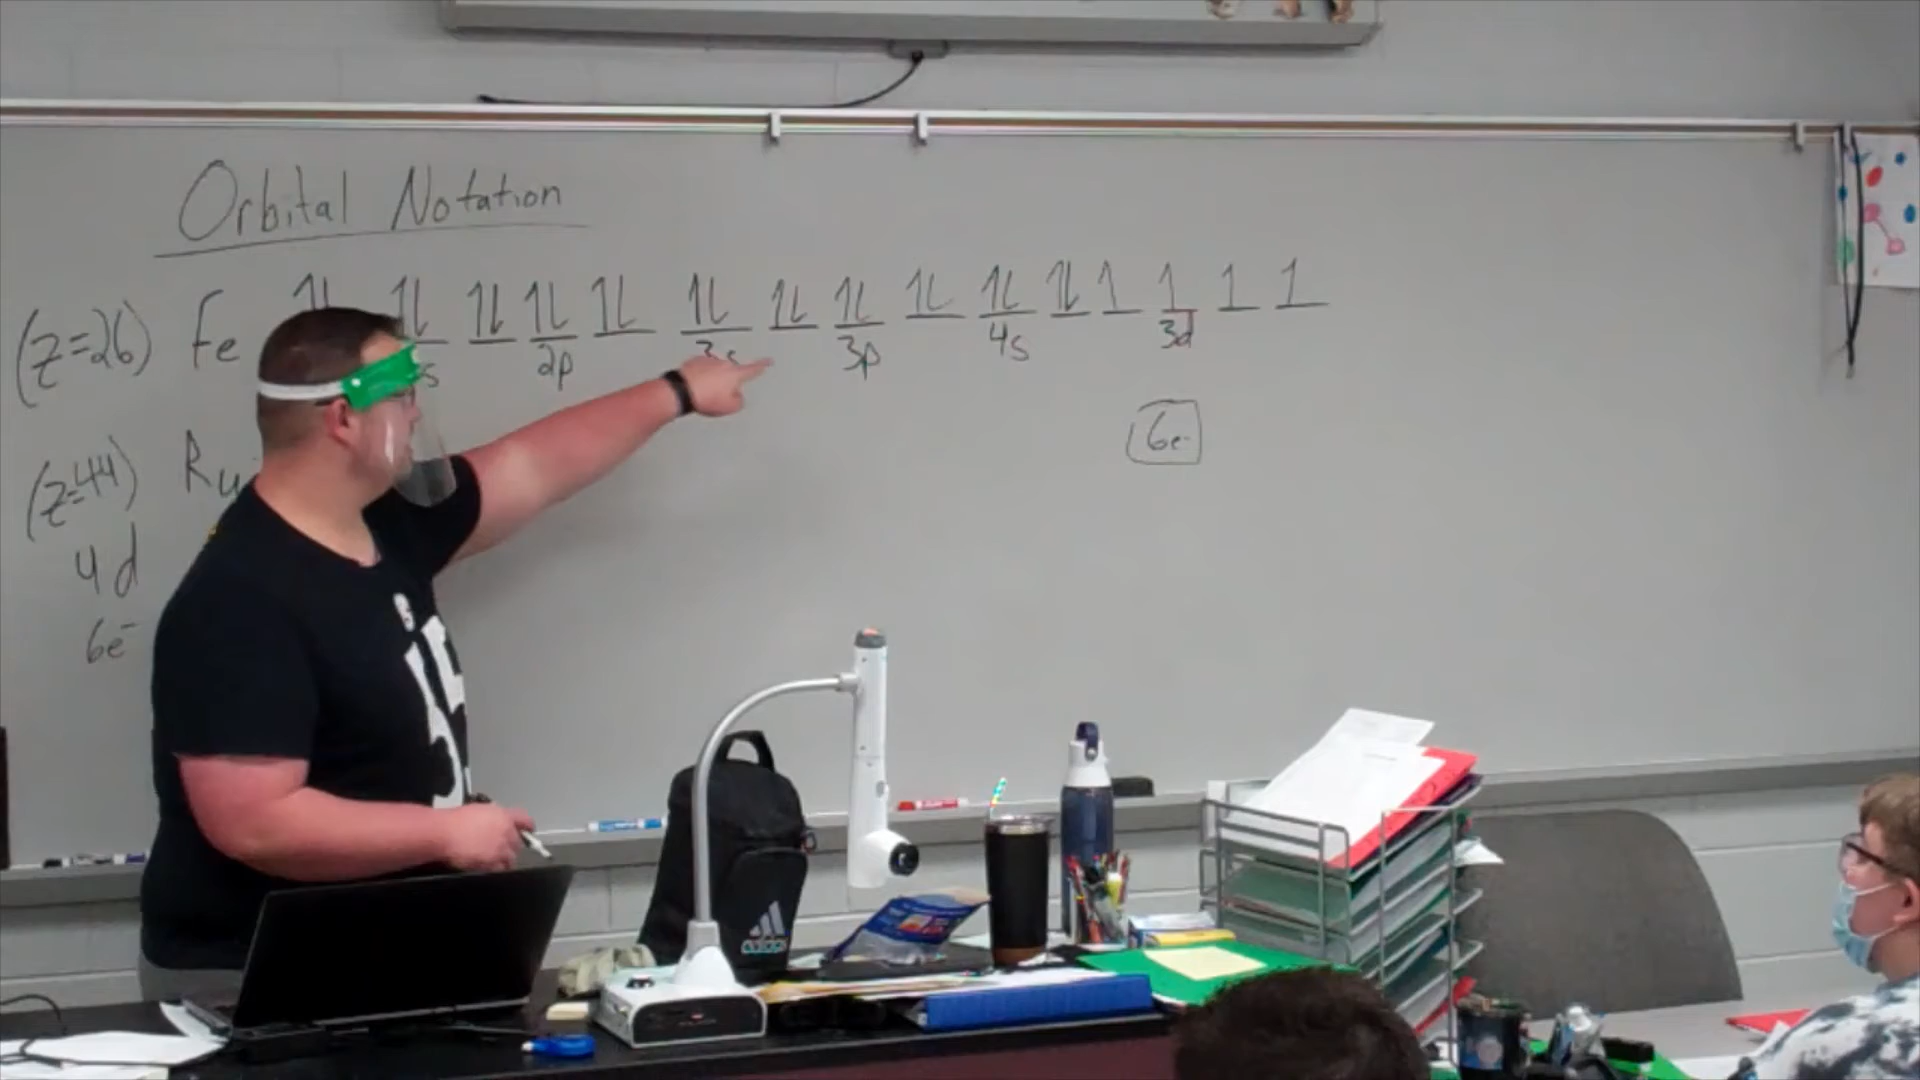 Orbital Notation
(z=26) Fe 1L 1L 1L 1L 1L 1L 1L 1L 1L 1L 1L 1 1 1 1
2p 3s 3p 4s 3d
6e-
(z=44) Ru
4d
6e-
adidas